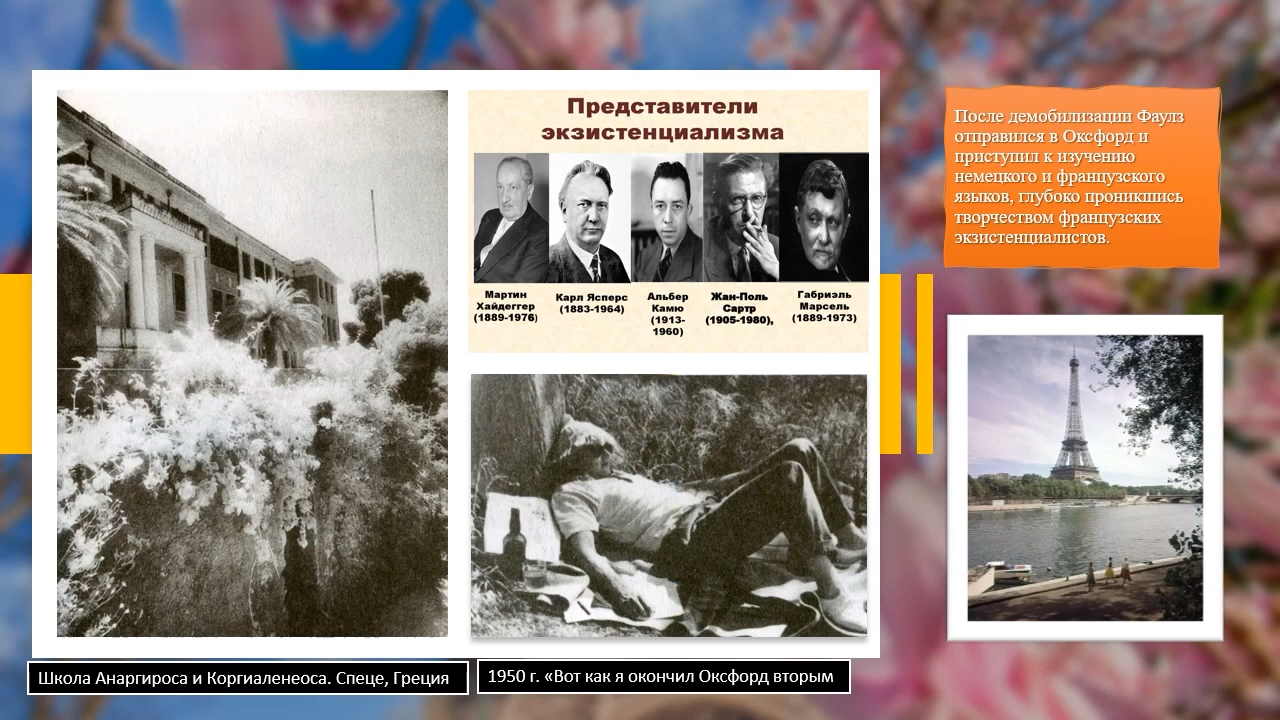 Представители
экзистенциализма
Мартин
Хайдеггер
(1889-1976)
Карл Ясперс
(1883-1964)
Альбер
Камю
(1913-
1960)
Жан-Поль
Сартр
(1905-1980),
Габриэль
Марсель
(1889-1973)
После демобилизации Фаулз
отправился в Оксфорд и
приступил к изучению
немецкого и французского
языков, глубоко проникшись
творчеством французских
экзистенциалистов.
Школа Анаргироса и Коргиаленеоса. Спеце, Греция
1950 г. «Вот как я окончил Оксфорд вторым